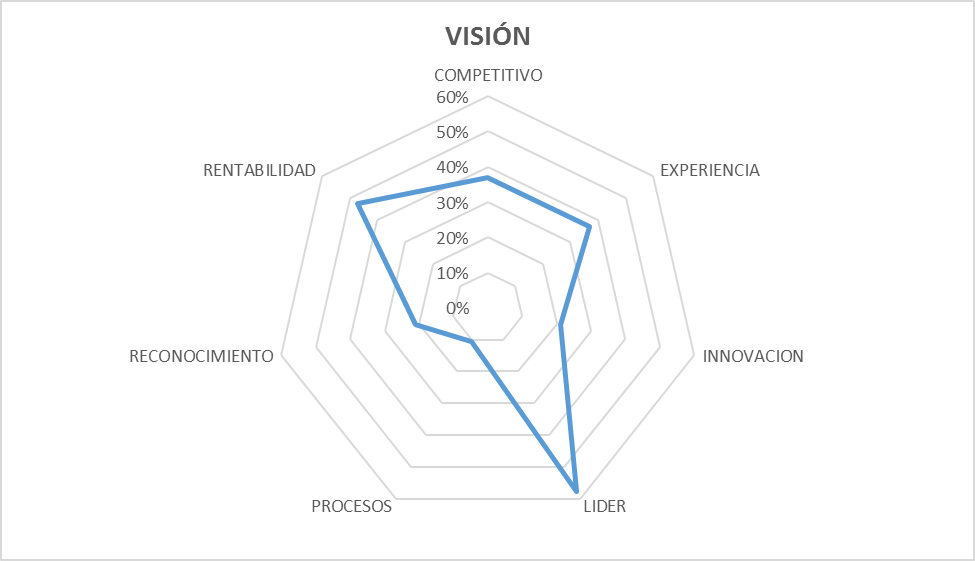 VISIÓN
COMPETITIVO
60%
50%
RENTABILIDAD
40%
EXPERIENCIA
30%
20%
10%
0%
RECONOCIMIENTO
INNOVACION
PROCESOS
LIDER